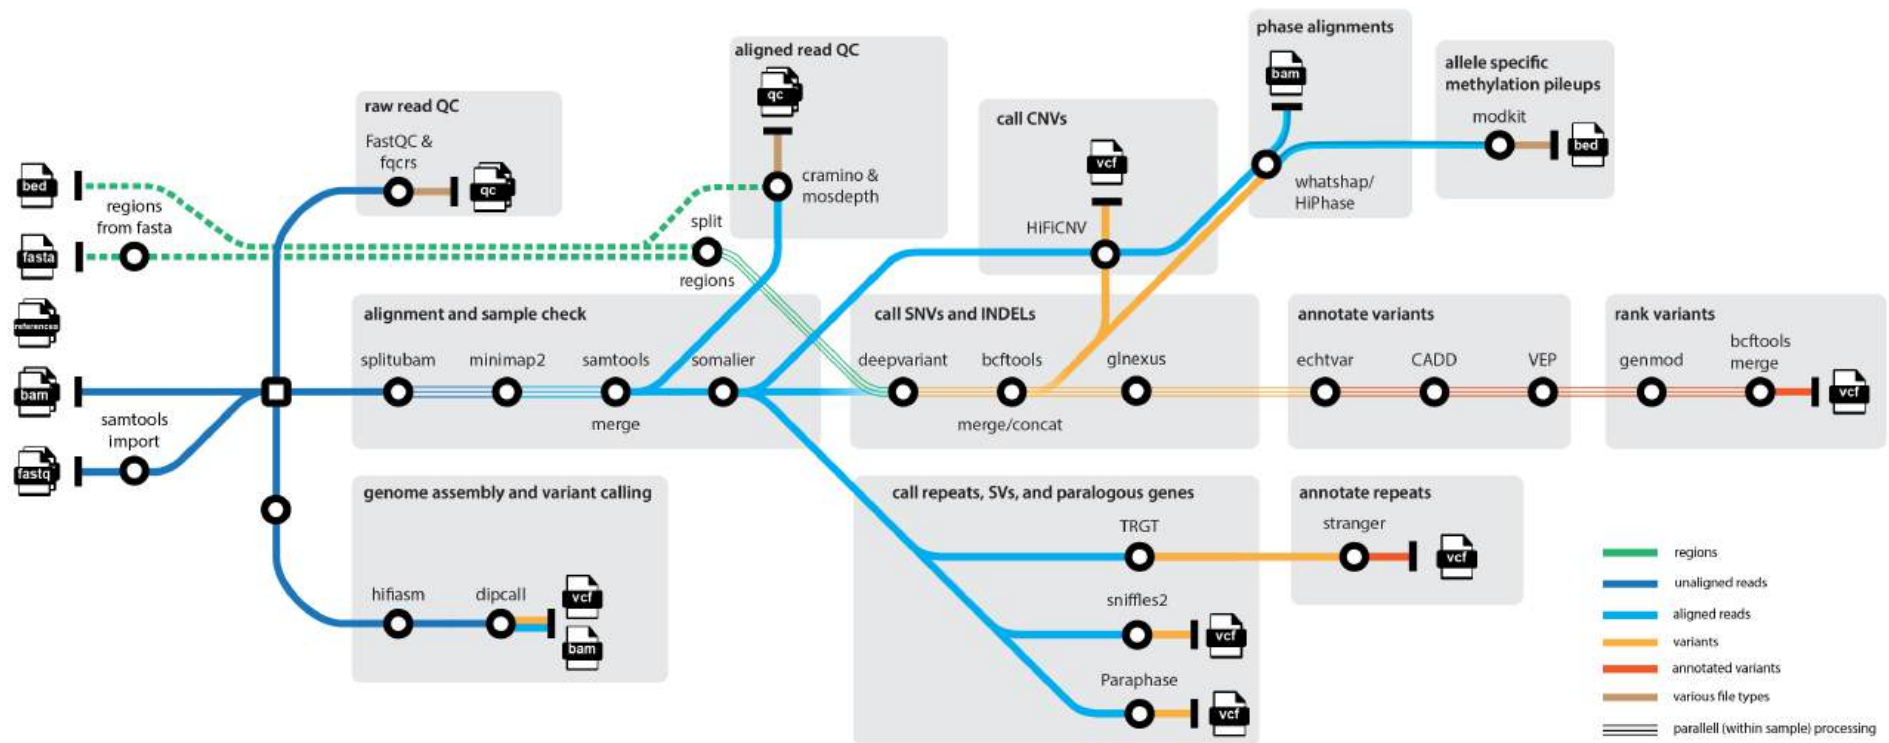 phase alignments
bam
whatshap/
HiPhase
allele specific
methylation pileups
modkit
bed
aligned read QC
qc
cramino &
mosdepth
call CNVs
vcf
HiFiCNV
raw read QC
FastQC &
fqcrs
qc
bed
regions
from fasta
fasta
split
regions
references
bam
samtools
import
fastq
alignment and sample check
splitubam
minimap2
samtools
merge
somalier
call SNVs and INDELs
deepvariant
bcftools
merge/concat
glnexus
annotate variants
echtvar
CADD
VEP
rank variants
genmod
bcftools
merge
vcf
genome assembly and variant calling
hifiasm
dipcall
vcf
bam
call repeats, SVs, and paralogous genes
TRGT
sniffles2
vcf
Paraphase
vcf
annotate repeats
stranger
vcf
regions
unaligned reads
aligned reads
variants
annotated variants
various file types
parallell (within sample) processing